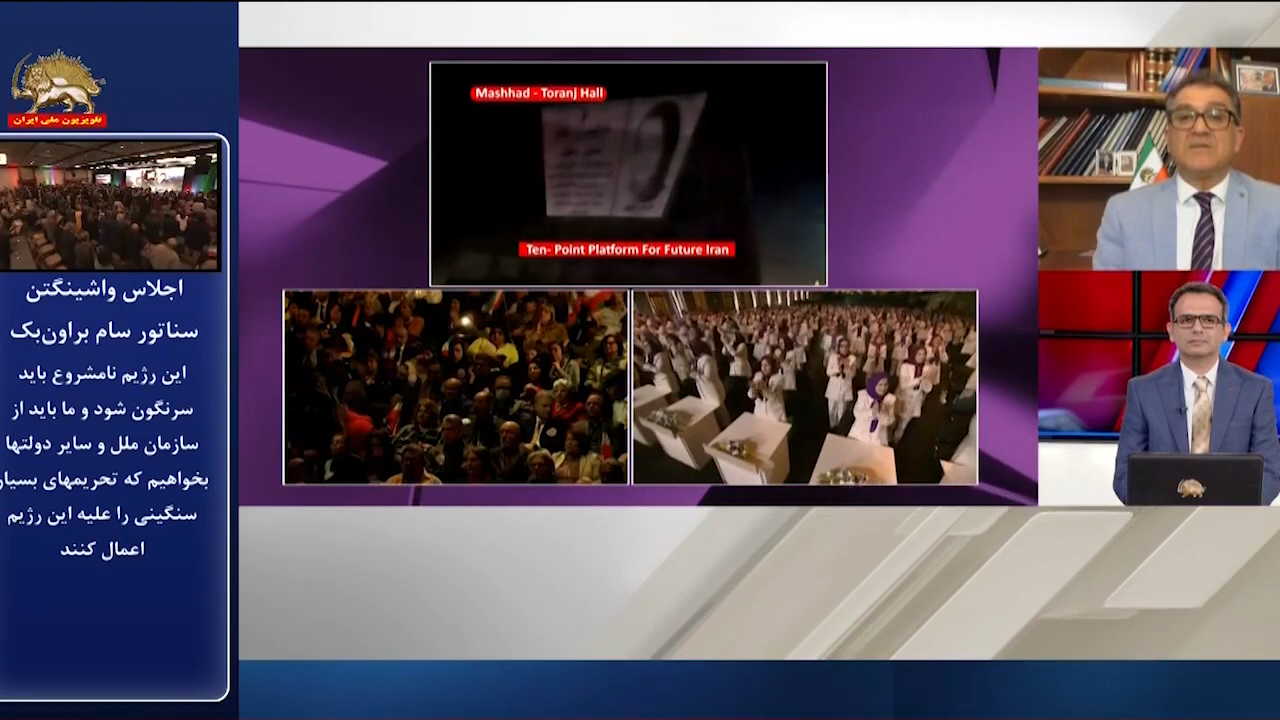 تلویزیون ملی ایران
اجلاس واشینگتن
سناتور سام براون‌بک
این رژیم نامشروع باید
سرنگون شود و ما باید از
سازمان ملل و سایر دولتها
بخواهیم که تحریمهای بسیار
سنگینی را علیه این رژیم
اعمال کنند
Mashhad - Toranj Hall
Ten- Point Platform For Future Iran